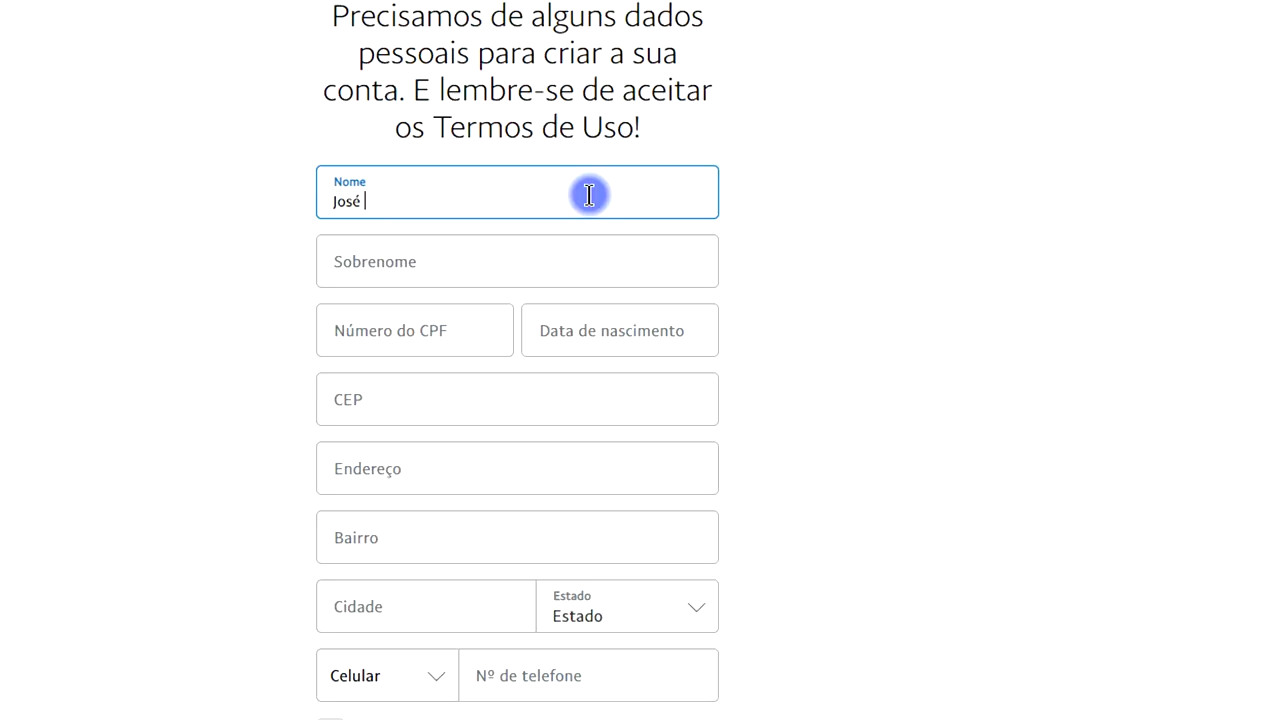 Precisamos de alguns dados
pessoais para criar a sua
conta. E lembre-se de aceitar
os Termos de Uso!
Nome
José
Sobrenome
Número do CPF
Data de nascimento
CEP
Endereço
Bairro
Cidade
Estado
Estado
Celular
Nº de telefone